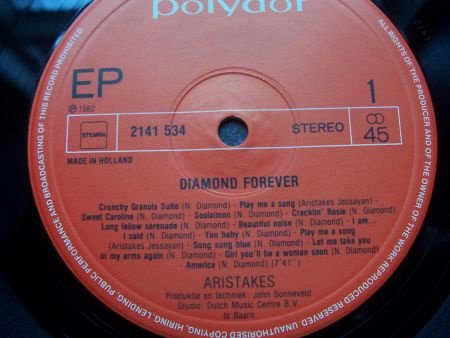 polydor
EP
℗ 1982
1
STEMRA
2141 534
STEREO
45
MADE IN HOLLAND
DIAMOND FOREVER
Crunchy Granola Suite (N. Diamond) - Play me a song (Aristakes Jessayan) -
Sweet Caroline (N. Diamond) - Soolaimon (N. Diamond) - Cracklin' Rosie (N. Diamond) -
Long fellow serenade (N. Diamond) - Beautiful noise (N. Diamond) - I am...
I said (N. Diamond) - You baby (N. Diamond) - Play me a song
(Aristakes Jessayan) - Song sung blue (N. Diamond) - Let me take you
in my arms again (N. Diamond) - Girl you'll be a woman soon (N. Diamond)
- America (N. Diamond) (7'41'')
ARISTAKES
Produktie en techniek: John Sonneveld
Studio: Dutch Music Centre B.V.
te Baarn
ALL RIGHTS OF THE PRODUCER AND OF THE OWNER OF THE WORK REPRODUCED RESERVED. UNAUTHORISED COPYING, HIRING, LENDING, PUBLIC PERFORMANCE AND BROADCASTING OF THIS RECORD PROHIBITED